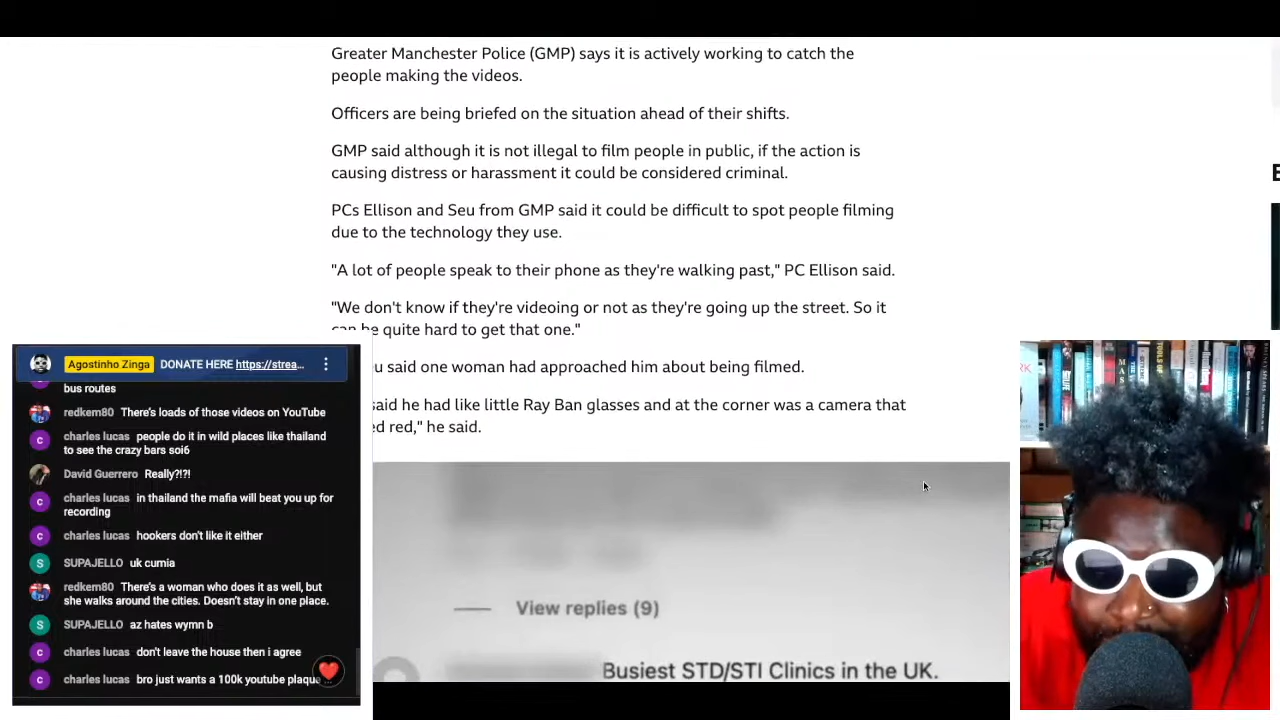 Greater Manchester Police (GMP) says it is actively working to catch the
people making the videos.
Officers are being briefed on the situation ahead of their shifts.
GMP said although it is not illegal to film people in public, if the action is
causing distress or harassment it could be considered criminal.
PCs Ellison and Seu from GMP said it could be difficult to spot people filming
due to the technology they use.
"A lot of people speak to their phone as they're walking past," PC Ellison said.
"We don't know if they're videoing or not as they're going up the street. So it
can be quite hard to get that one."
u said one woman had approached him about being filmed.
said he had like little Ray Ban glasses and at the corner was a camera that
ed red," he said.
View replies (9)
Busiest STD/STI Clinics in the UK.
Agostinho Zinga DONATE HERE https://strea...
bus routes
redkem80 There's loads of those videos on YouTube
charles lucas people do it in wild places like thailand
to see the crazy bars soi6
David Guerrero Really?!?!
charles lucas in thailand the mafia will beat you up for
recording
charles lucas hookers don't like it either
SUPAJELLO uk cumia
redkem80 There's a woman who does it as well, but
she walks around the cities. Doesn't stay in one place.
SUPAJELLO az hates wymn b
charles lucas don't leave the house then i agree
charles lucas bro just wants a 100k youtube plaque
E